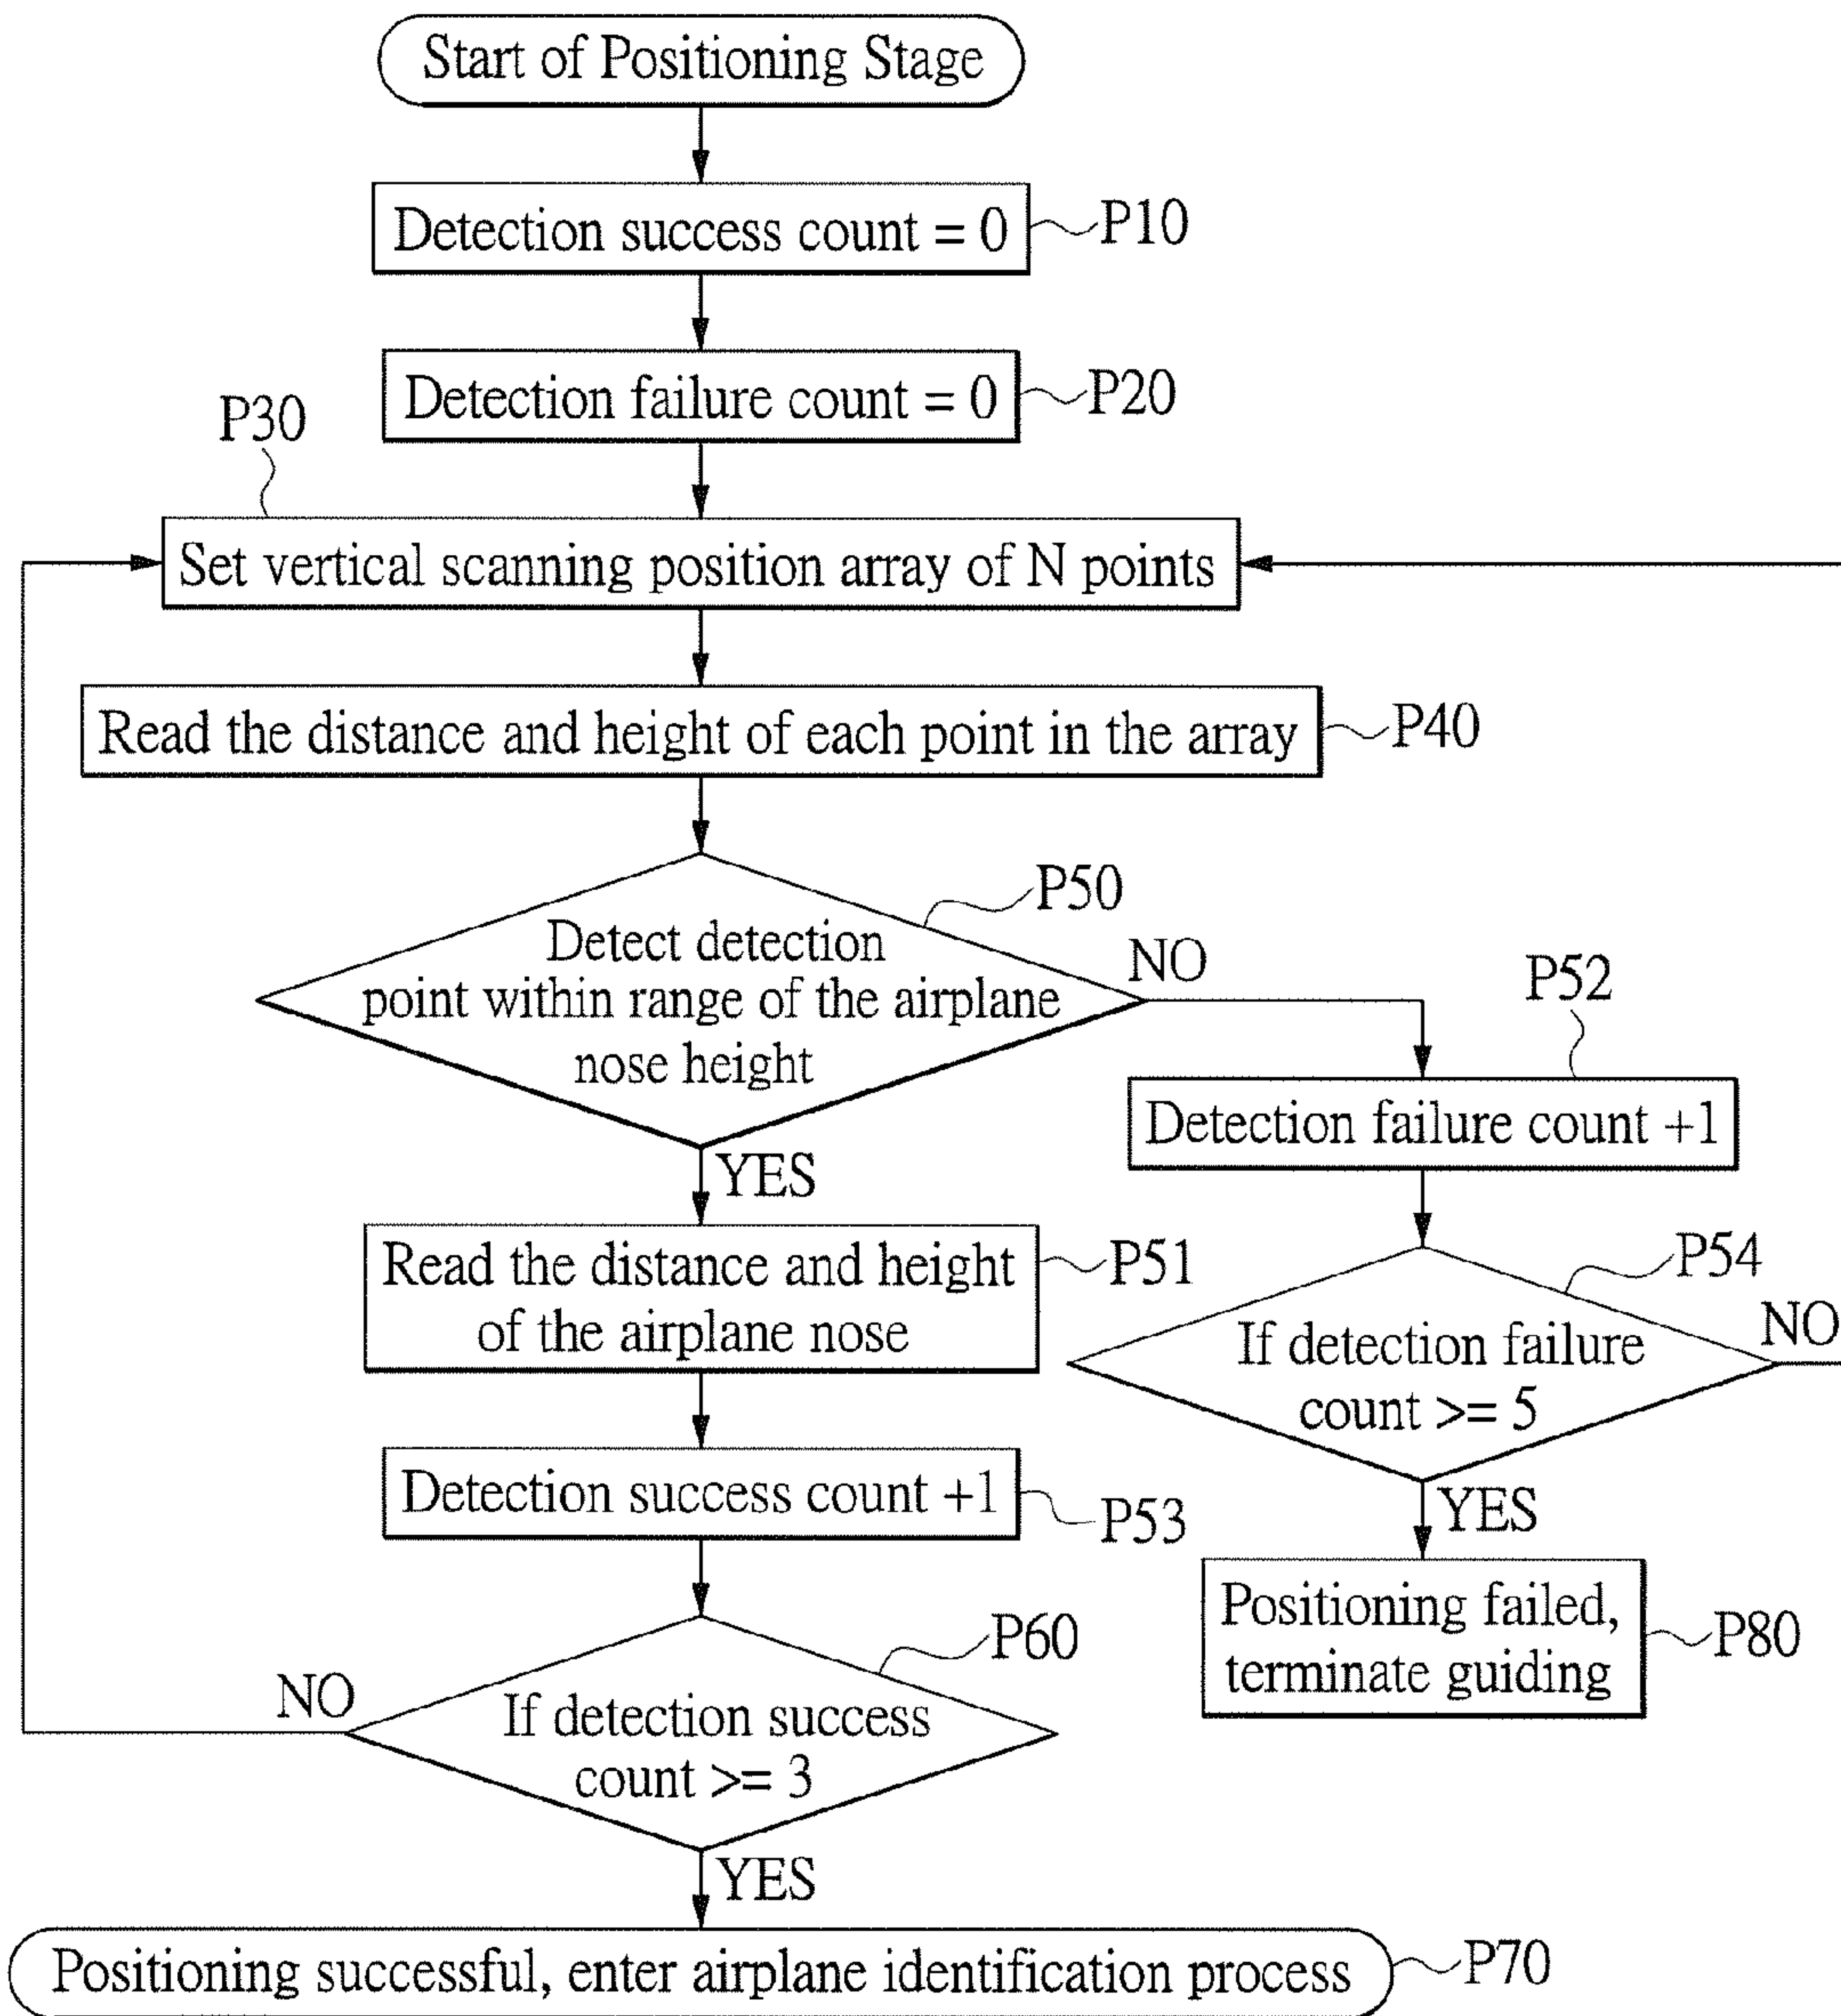 Start of Positioning Stage
Detection success count = 0
P10
Detection failure count = 0
P20
P30
Set vertical scanning position array of N points
Read the distance and height of each point in the array
P40
P50
Detect detection
point within range of the airplane
nose height
NO
P52
Detection failure count +1
YES
Read the distance and height
of the airplane nose
P51
P54
If detection failure
count >= 5
NO
Detection success count +1
P53
YES
Positioning failed,
terminate guiding
P80
P60
If detection success
count >= 3
NO
YES
Positioning successful, enter airplane identification process
P70